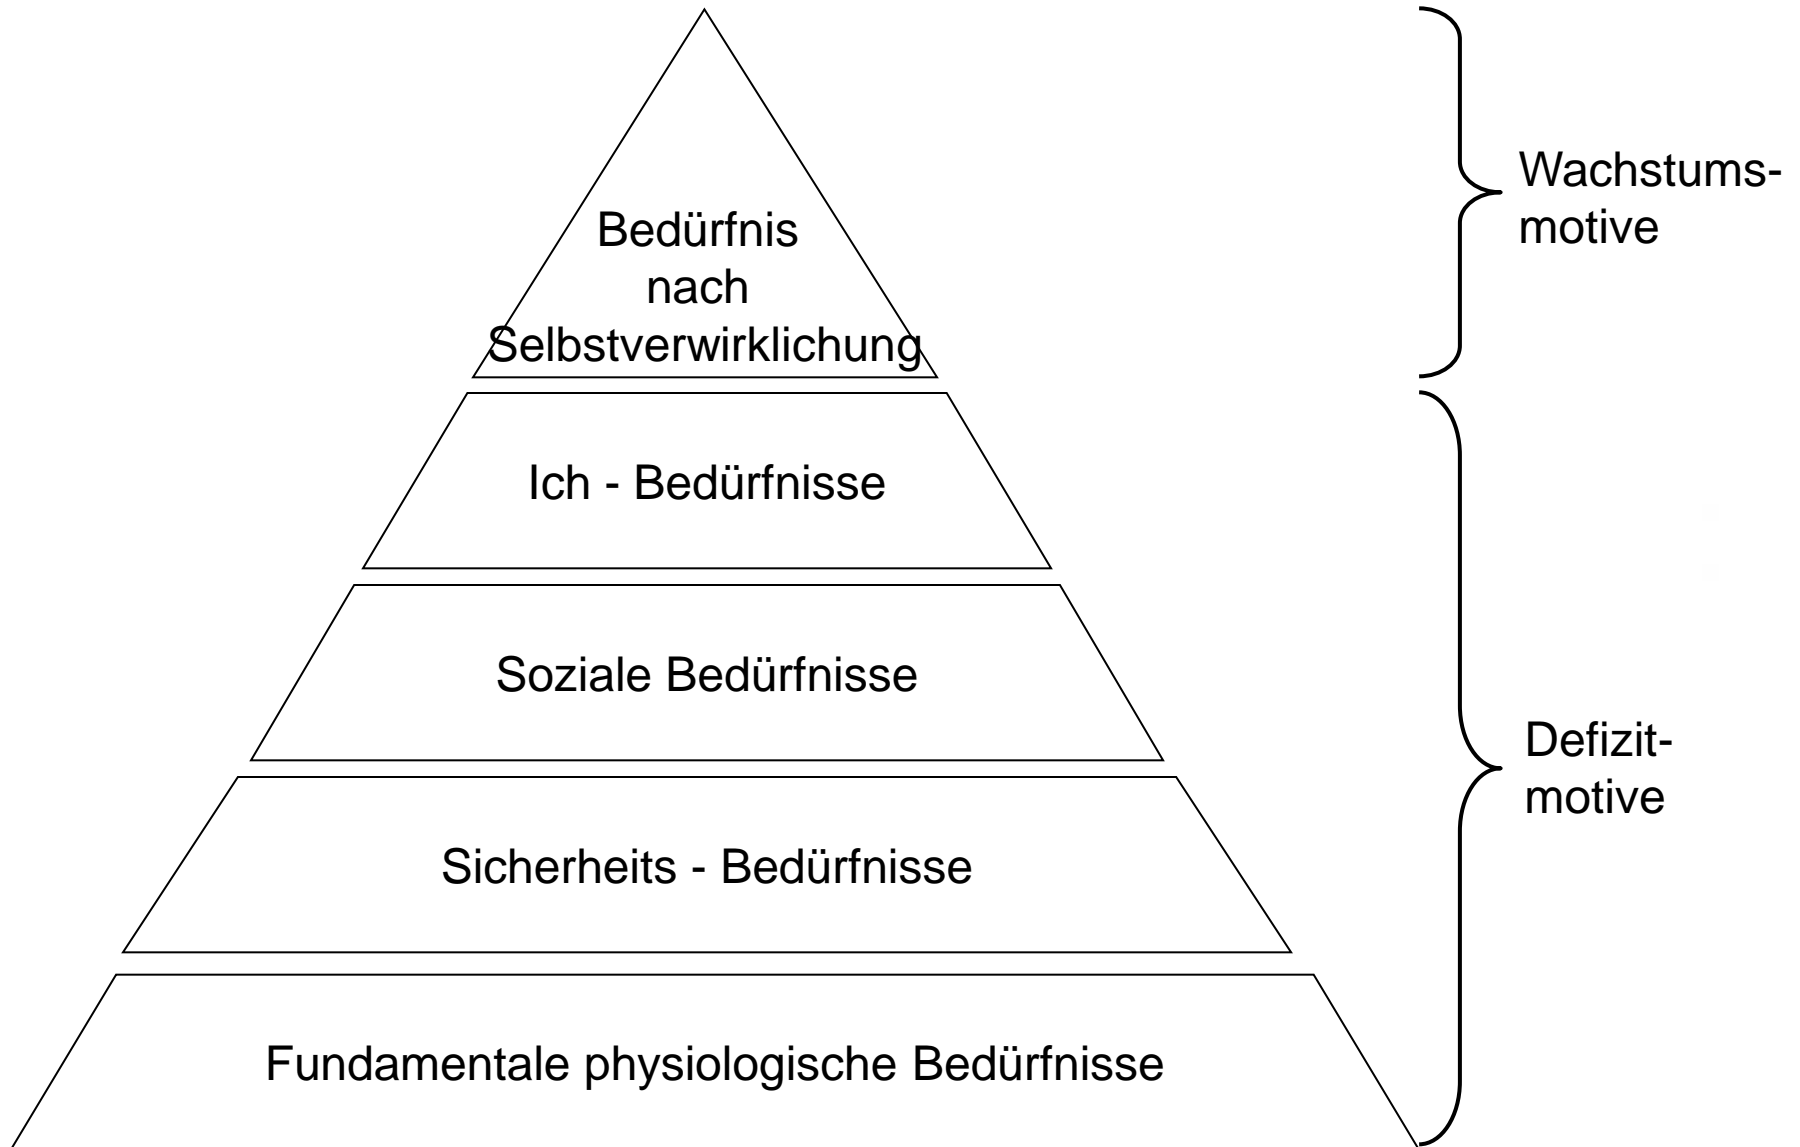 Bedürfnis
nach
Selbstverwirklichung
Wachstums-
motive
Ich - Bedürfnisse
Soziale Bedürfnisse
Defizit-
motive
Sicherheits - Bedürfnisse
Fundamentale physiologische Bedürfnisse